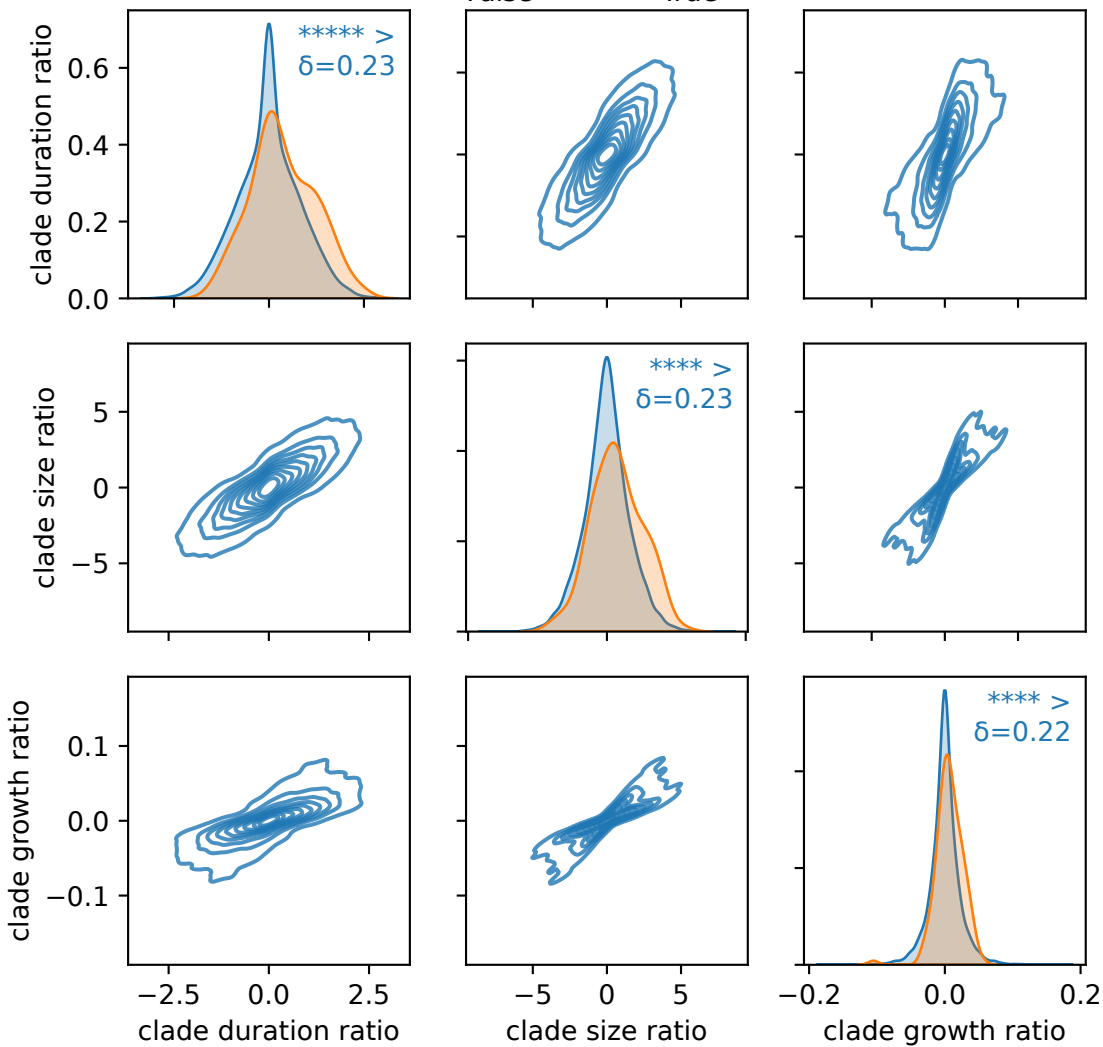 ***** >
δ=0.23
clade duration ratio
0.6
0.4
0.2
0.0
**** >
δ=0.23
clade size ratio
5
0
−5
**** >
δ=0.22
clade growth ratio
0.1
0.0
−0.1
−2.5 0.0 2.5
−5 0 5
−0.2 0.0 0.2
clade duration ratio
clade size ratio
clade growth ratio